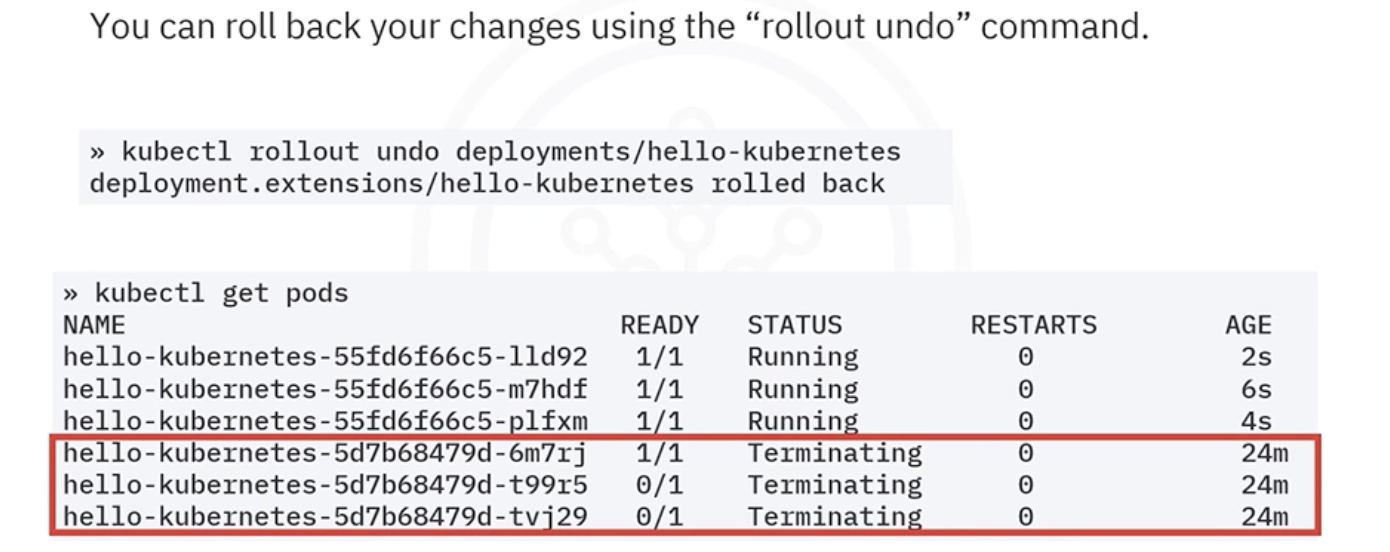 You can roll back your changes using the “rollout undo” command.
» kubectl rollout undo deployments/hello-kubernetes
deployment.extensions/hello-kubernetes rolled back
» kubectl get pods
NAME READY STATUS RESTARTS AGE
hello-kubernetes-55fd6f66c5-lld92 1/1 Running 0 2s
hello-kubernetes-55fd6f66c5-m7hdf 1/1 Running 0 6s
hello-kubernetes-55fd6f66c5-plfxm 1/1 Running 0 4s
hello-kubernetes-5d7b68479d-6m7rj 1/1 Terminating 0 24m
hello-kubernetes-5d7b68479d-t99r5 0/1 Terminating 0 24m
hello-kubernetes-5d7b68479d-tvj29 0/1 Terminating 0 24m